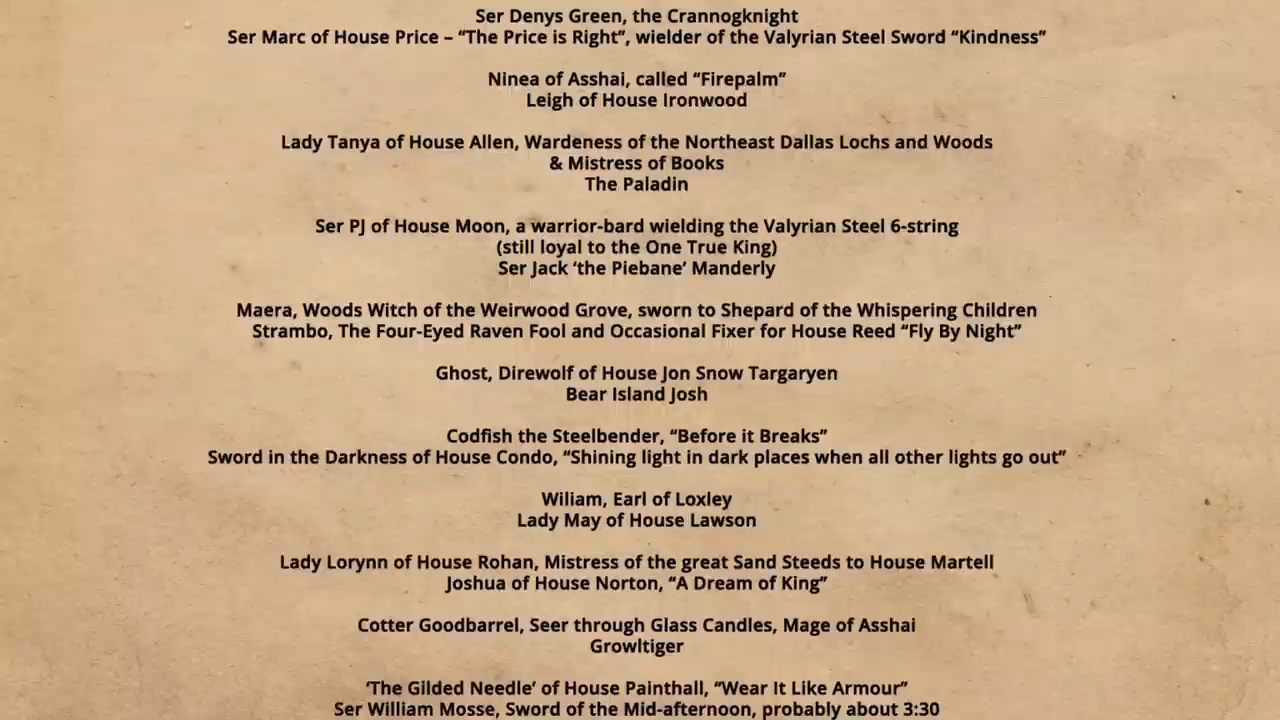 Ser Denys Green, the Crannogknight
Ser Marc of House Price – “The Price is Right”, wielder of the Valyrian Steel Sword “Kindness”
Ninea of Asshai, called “Firepalm”
Leigh of House Ironwood
Lady Tanya of House Allen, Wardeness of the Northeast Dallas Lochs and Woods
& Mistress of Books
The Paladin
Ser PJ of House Moon, a warrior-bard wielding the Valyrian Steel 6-string
(still loyal to the One True King)
Ser Jack ‘the Piebane’ Manderly
Maera, Woods Witch of the Weirwood Grove, sworn to Shepard of the Whispering Children
Strambo, The Four-Eyed Raven Fool and Occasional Fixer for House Reed “Fly By Night”
Ghost, Direwolf of House Jon Snow Targaryen
Bear Island Josh
Codfish the Steelbender, “Before it Breaks”
Sword in the Darkness of House Condo, “Shining light in dark places when all other lights go out”
Wiliam, Earl of Loxley
Lady May of House Lawson
Lady Lorynn of House Rohan, Mistress of the great Sand Steeds to House Martell
Joshua of House Norton, “A Dream of King”
Cotter Goodbarrel, Seer through Glass Candles, Mage of Asshai
Growltiger
‘The Gilded Needle’ of House Painthall, “Wear It Like Armour”
Ser William Mosse, Sword of the Mid-afternoon, probably about 3:30